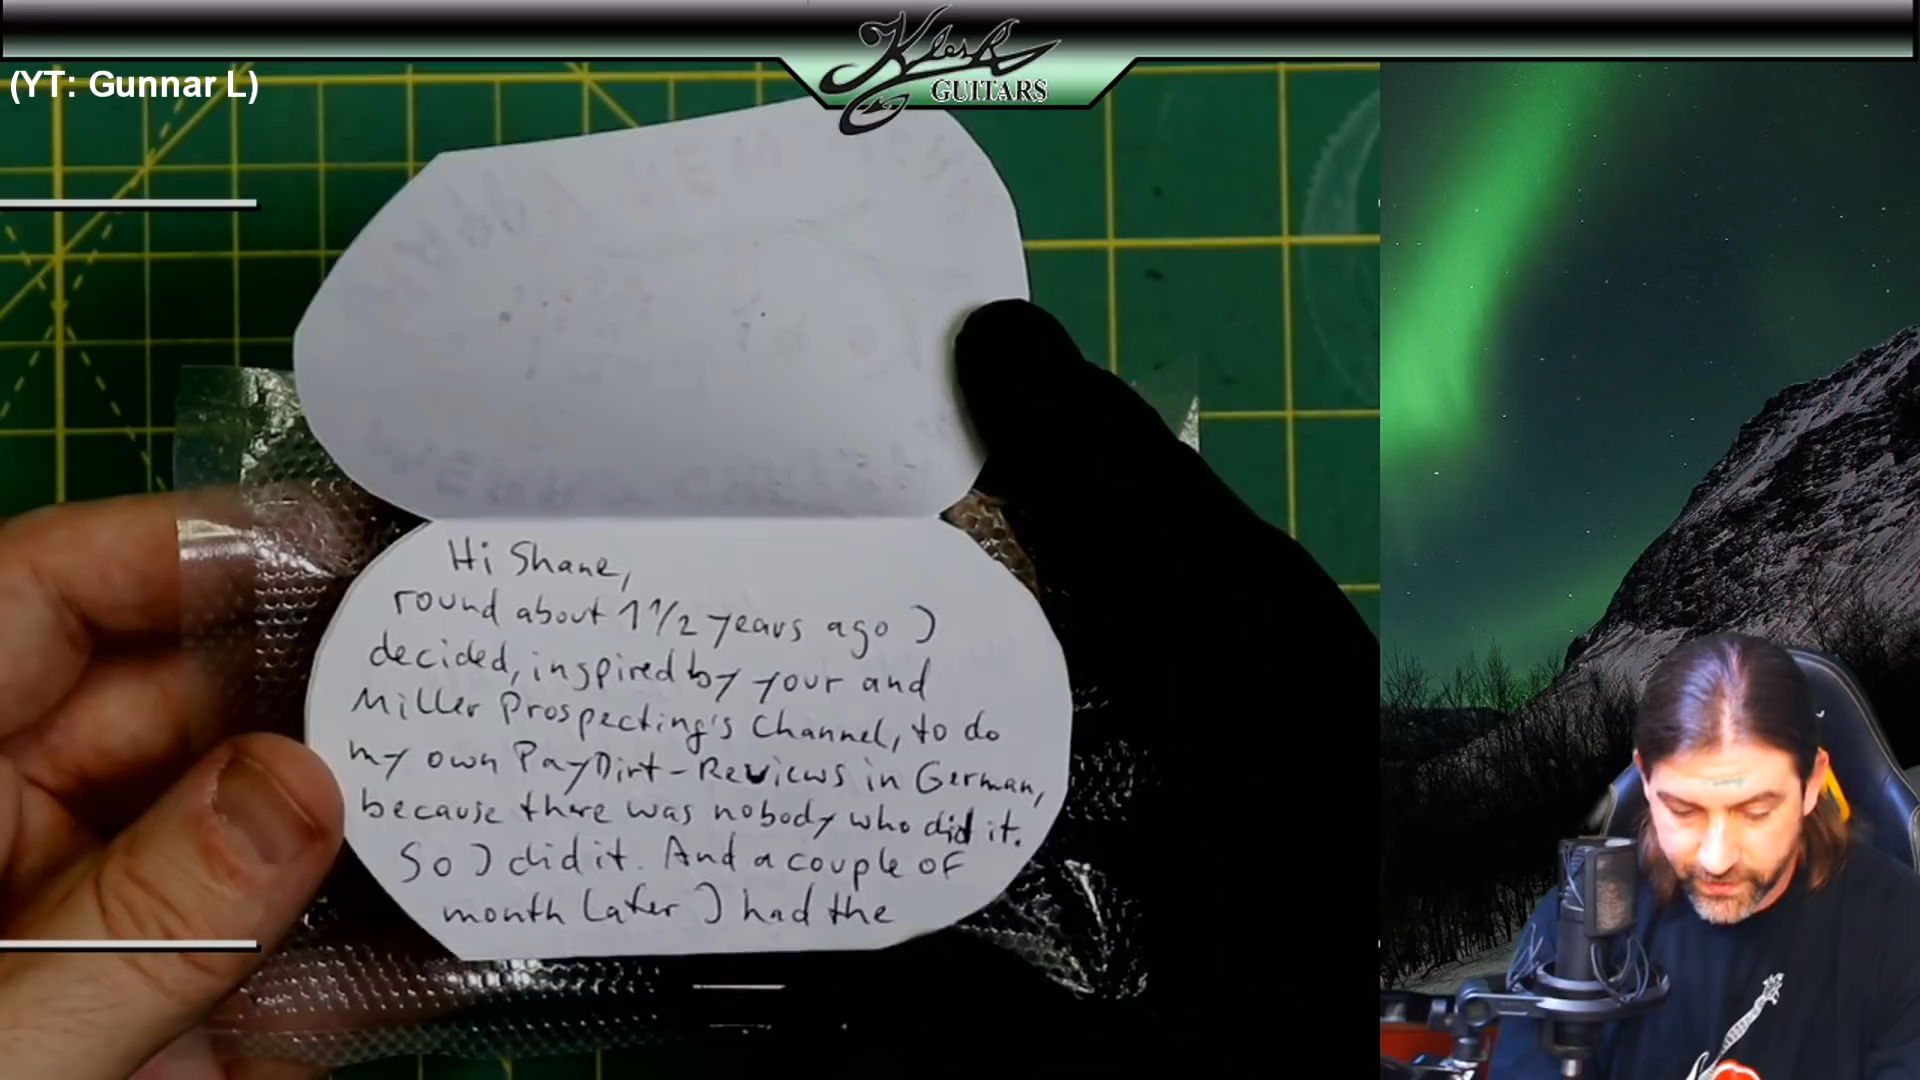 (YT: Gunnar L)
Klesk
GUITARS
Hi Shane,
round about 1 1/2 years ago I
decided, inspired by your and
Miller Prospecting's Channel, to do
my own PayDirt-Reviews in German,
because there was nobody who did it.
So I did it. And a couple of
month later I had the